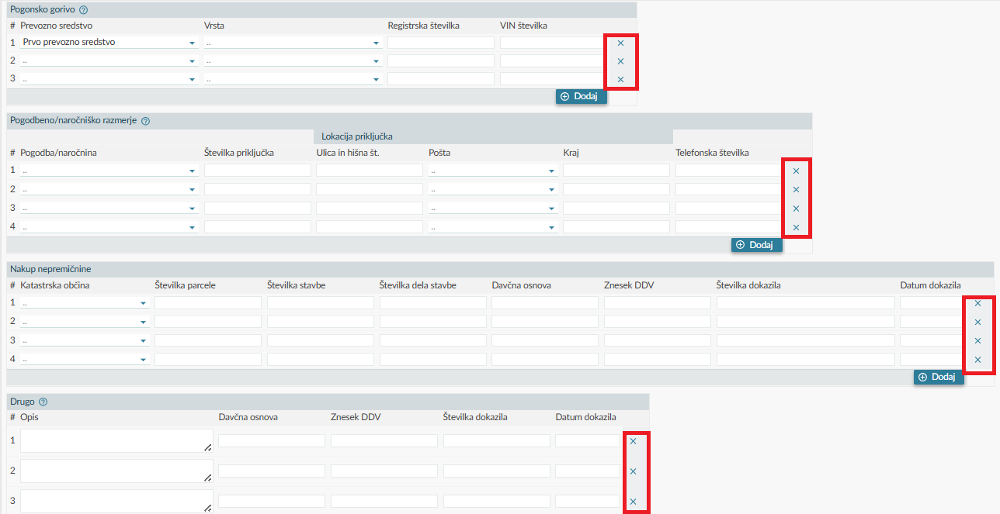 Pogonsko gorivo ?
# Prevozno sredstvo Vrsta Registrska številka VIN številka
1 Prvo prevozno sredstvo .. ×
2 .. .. ×
3 .. .. ×
Dodaj
Pogodbeno/naročniško razmerje ?
Lokacija priključka
# Pogodba/naročnina Številka priključka Ulica in hišna št. Pošta Kraj Telefonska številka
1 .. .. ×
2 .. .. ×
3 .. .. ×
4 .. .. ×
Dodaj
Nakup nepremičnine
# Katastrska občina Številka parcele Številka stavbe Številka dela stavbe Davčna osnova Znesek DDV Številka dokazila Datum dokazila
1 .. ×
2 .. ×
3 .. ×
4 .. ×
Dodaj
Drugo ?
# Opis Davčna osnova Znesek DDV Številka dokazila Datum dokazila
1 ×
2 ×
3 ×